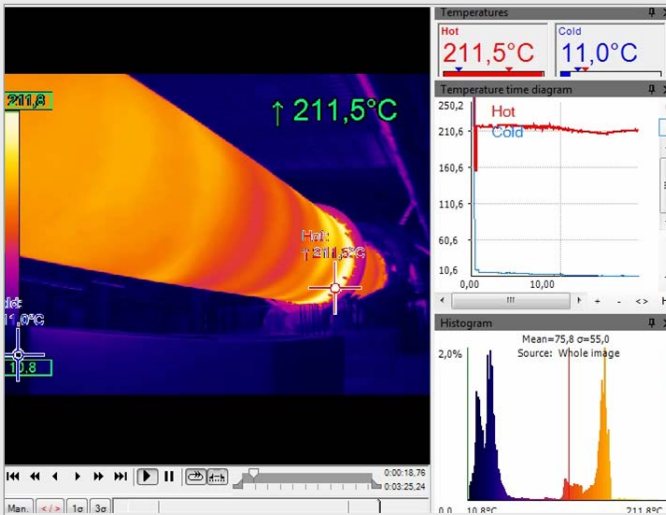 Temperatures
Hot
211,5°C
Cold
11,0°C
Temperature time diagram
250,2
210,6
160,6
110,6
60,6
10,6
Hot
Cold
0,00
10,00
+ - <>
Histogram
Mean=75,8 σ=55,0
Source: Whole image
2,0%
0.0
10.8°C
211.8°C
211,8
↑ 211,5°C
Hot:
↑211,5°C
10,8
0:00:18,76
0:03:25,24
Man.
</>
1σ
3σ